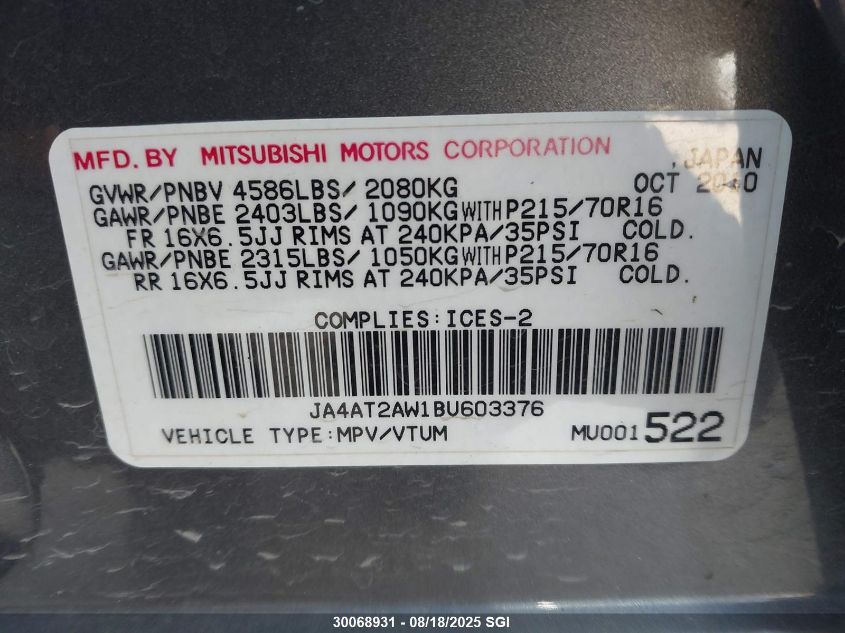 MFD. BY MITSUBISHI MOTORS CORPORATION JAPAN
GVWR/PNBV 4586LBS/ 2080KG OCT 2010
GAWR/PNBE 2403LBS/ 1090KG WITH P215/70R16
FR 16X6.5JJ RIMS AT 240KPA/35PSI COLD.
GAWR/PNBE 2315LBS/ 1050KG WITH P215/70R16
RR 16X6.5JJ RIMS AT 240KPA/35PSI COLD.
COMPLIES:ICES-2
JA4AT2AW1BU603376
VEHICLE TYPE:MPV/VTUM MU001522
30068931 - 08/18/2025 SGI